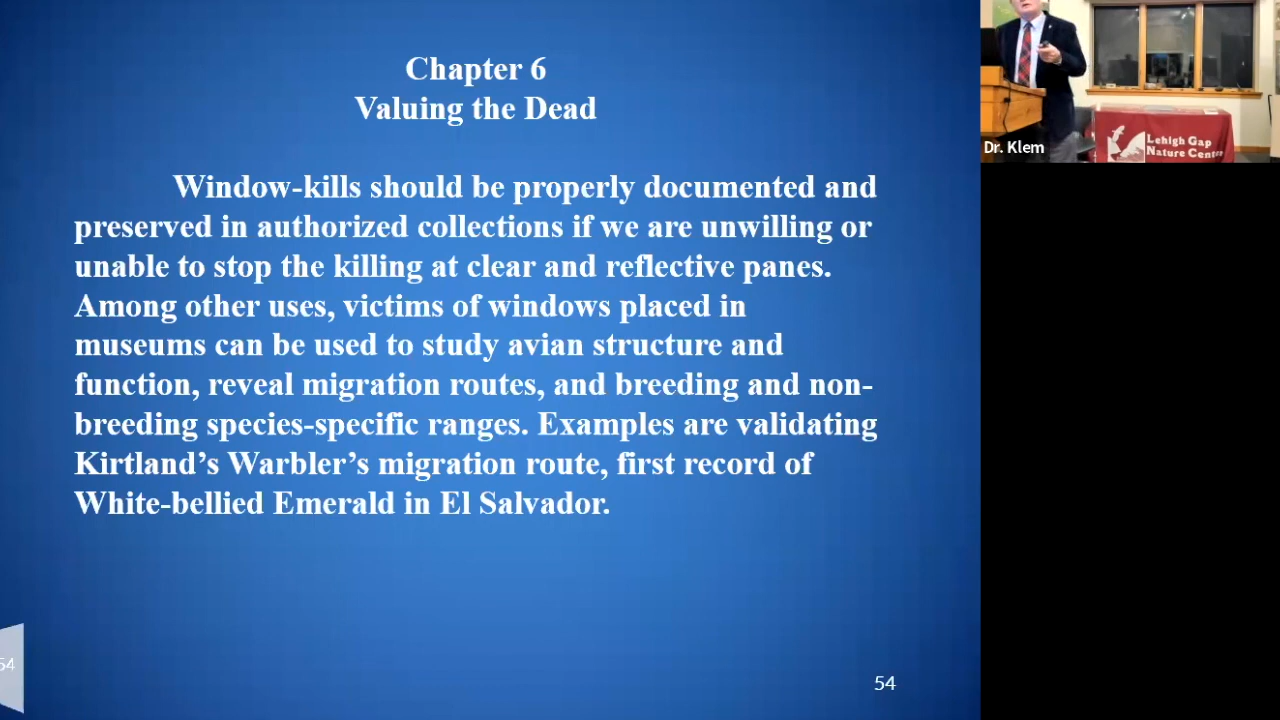 Chapter 6
Valuing the Dead
Window-kills should be properly documented and
preserved in authorized collections if we are unwilling or
unable to stop the killing at clear and reflective panes.
Among other uses, victims of windows placed in
museums can be used to study avian structure and
function, reveal migration routes, and breeding and non-
breeding species-specific ranges. Examples are validating
Kirtland’s Warbler’s migration route, first record of
White-bellied Emerald in El Salvador.
54
54
Dr. Klem
Lehigh Gap
Nature Cente